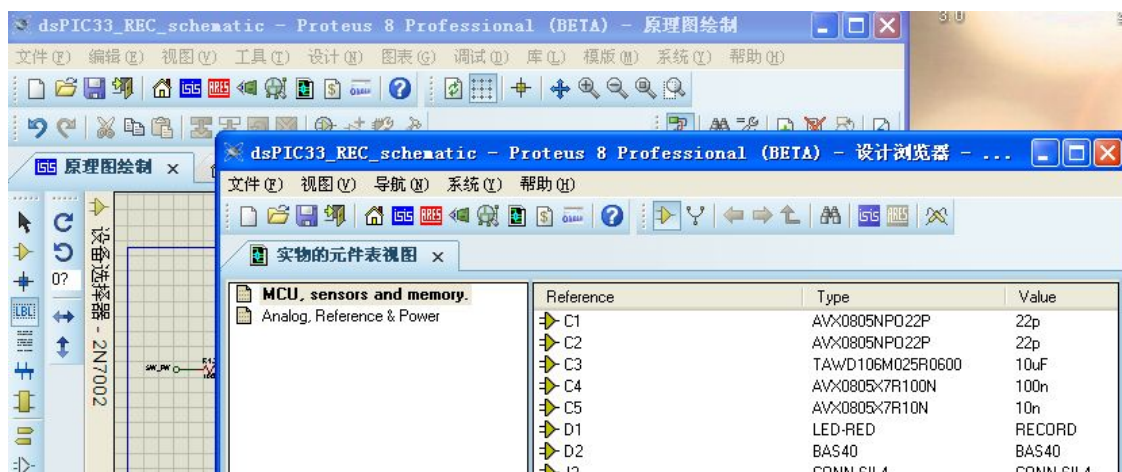 dsPIC33_REC_schematic - Proteus 8 Professional (BETA) - 原理图绘制
文件(F) 编辑(E) 视图(V) 工具(T) 设计(N) 图表(G) 调试(D) 库(L) 模版(M) 系统(Y) 帮助(H)
原理图绘制
dsPIC33_REC_schematic - Proteus 8 Professional (BETA) - 设计浏览器 - ...
文件(F) 视图(V) 导航(N) 系统(Y) 帮助(H)
实物的元件表视图
设备选择器 - 2N7002
0?
LBL
SW_PW
MCU, sensors and memory.
Analog, Reference & Power
Reference Type Value
C1 AVX0805NPO22P 22p
C2 AVX0805NPO22P 22p
C3 TAWD106M025R0600 10uF
C4 AVX0805X7R100N 100n
C5 AVX0805X7R10N 10n
D1 LED-RED RECORD
D2 BAS40 BAS40